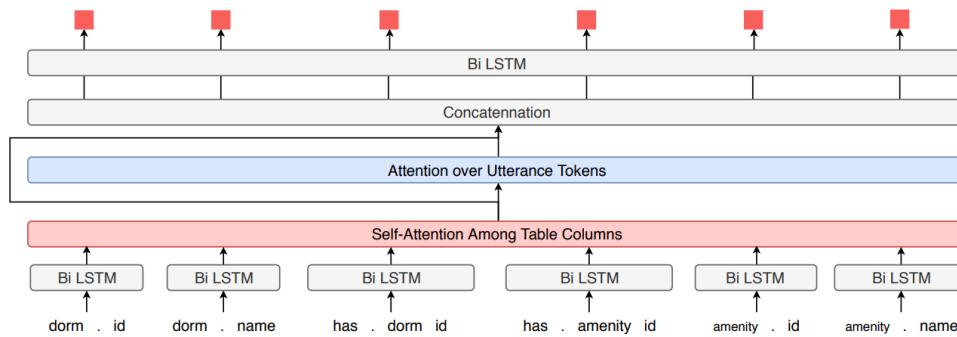 Bi LSTM
Concatennation
Attention over Utterance Tokens
Self-Attention Among Table Columns
Bi LSTM Bi LSTM Bi LSTM Bi LSTM Bi LSTM Bi LSTM
dorm . id dorm . name has . dorm id has . amenity id amenity . id amenity . name